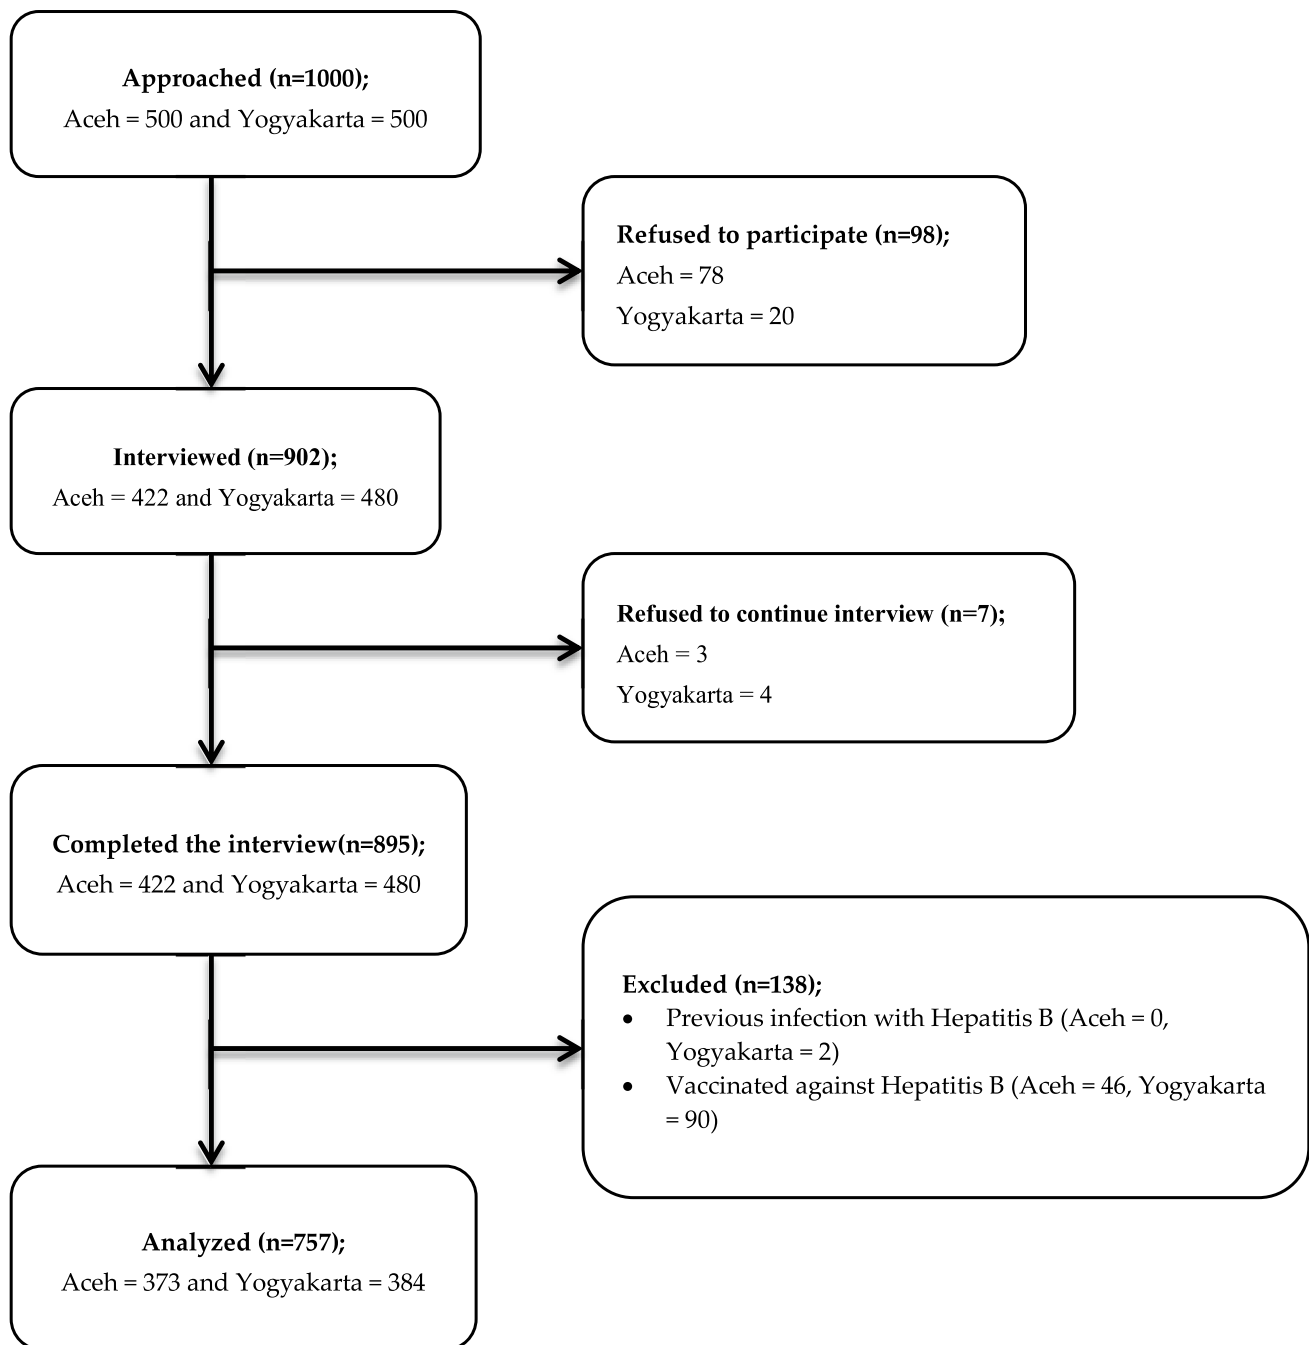 Approached (n=1000);
Aceh = 500 and Yogyakarta = 500
Refused to participate (n=98);
Aceh = 78
Yogyakarta = 20
Interviewed (n=902);
Aceh = 422 and Yogyakarta = 480
Refused to continue interview (n=7);
Aceh = 3
Yogyakarta = 4
Completed the interview(n=895);
Aceh = 422 and Yogyakarta = 480
Excluded (n=138);
• Previous infection with Hepatitis B (Aceh = 0,
Yogyakarta = 2)
• Vaccinated against Hepatitis B (Aceh = 46, Yogyakarta
= 90)
Analyzed (n=757);
Aceh = 373 and Yogyakarta = 384